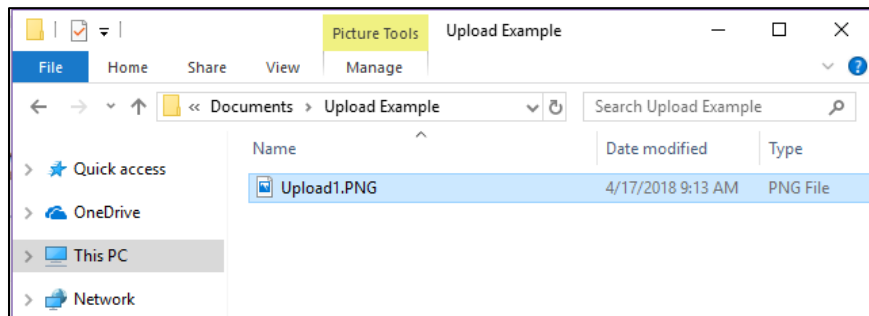 Picture Tools Upload Example
File Home Share View Manage
« Documents > Upload Example Search Upload Example
Name Date modified Type
Quick access
Upload1.PNG 4/17/2018 9:13 AM PNG File
OneDrive
This PC
Network